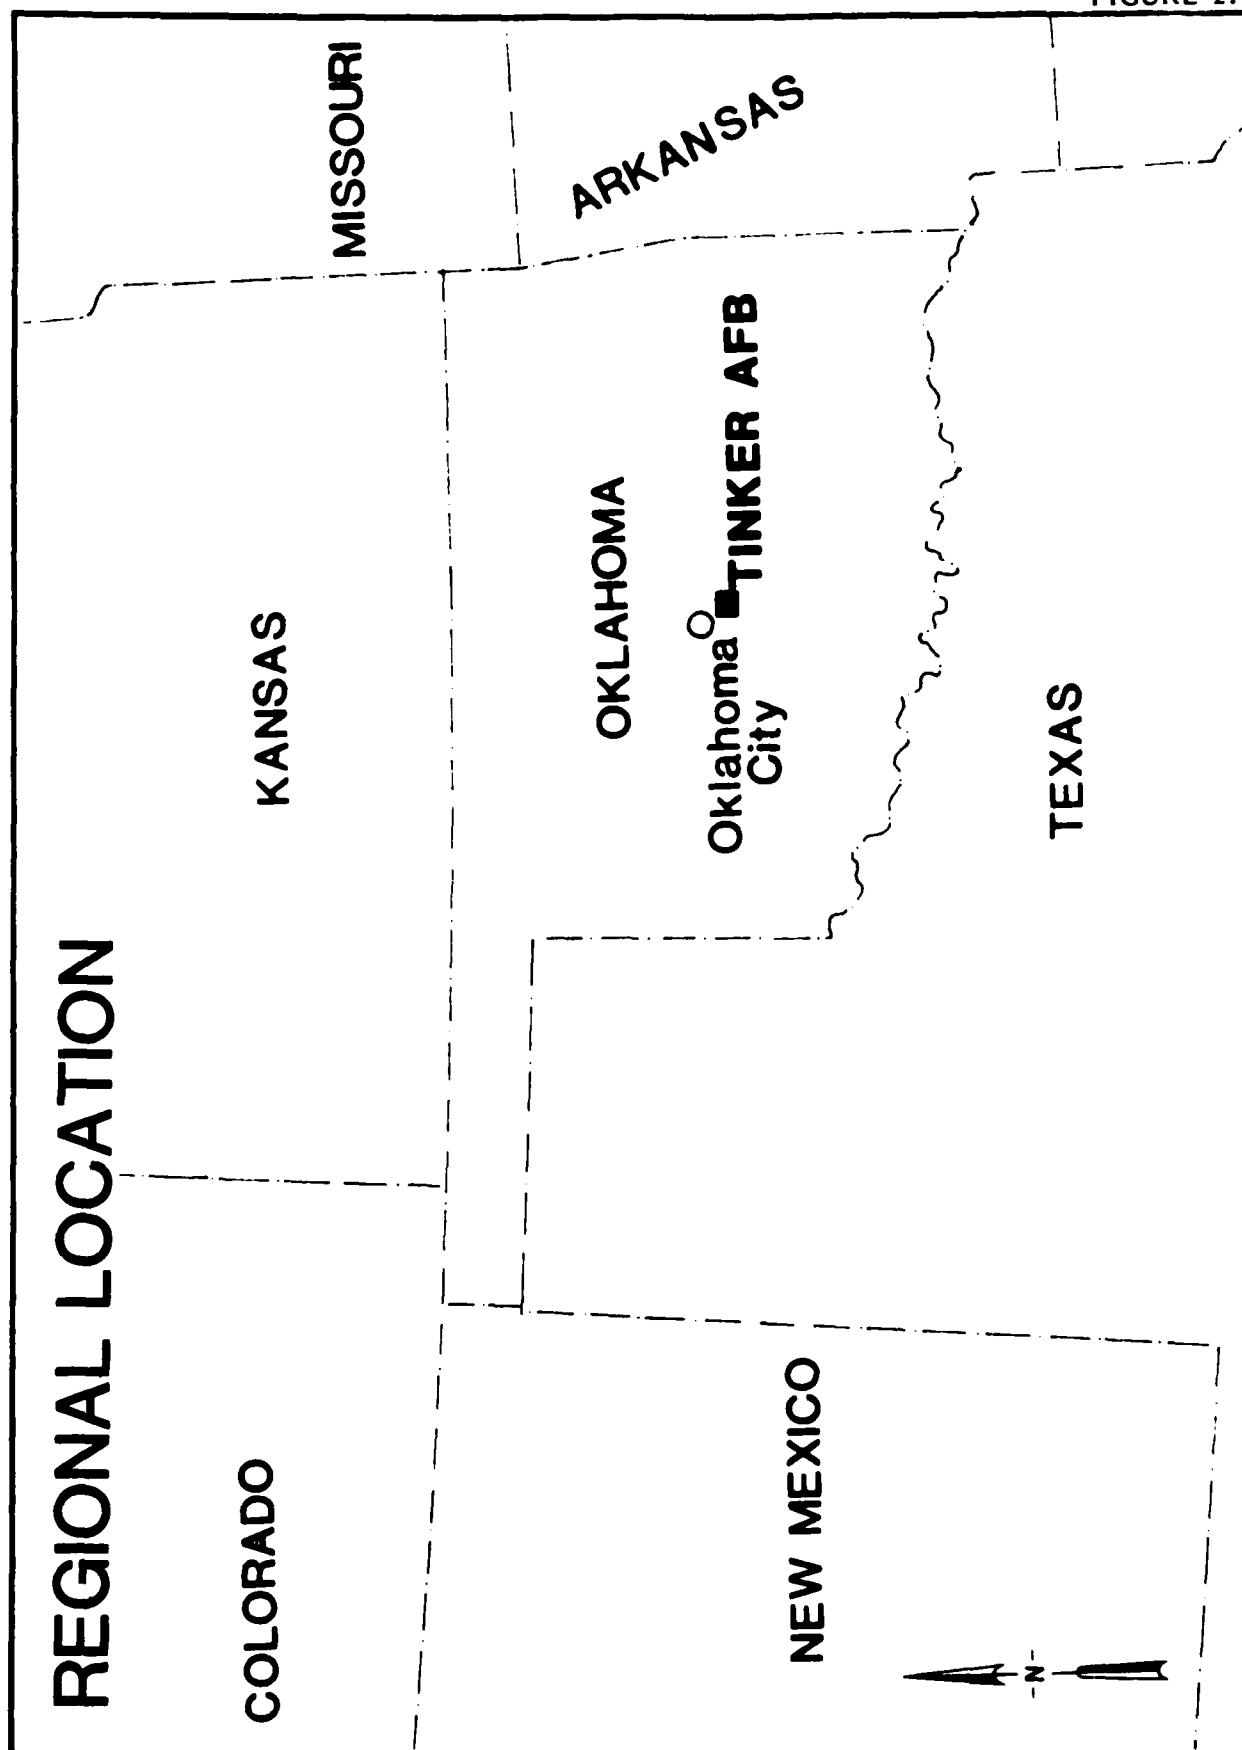 REGIONAL LOCATION
COLORADO
KANSAS
MISSOURI
OKLAHOMA
ARKANSAS
Oklahoma
City
TINKER AFB
NEW MEXICO
TEXAS
N